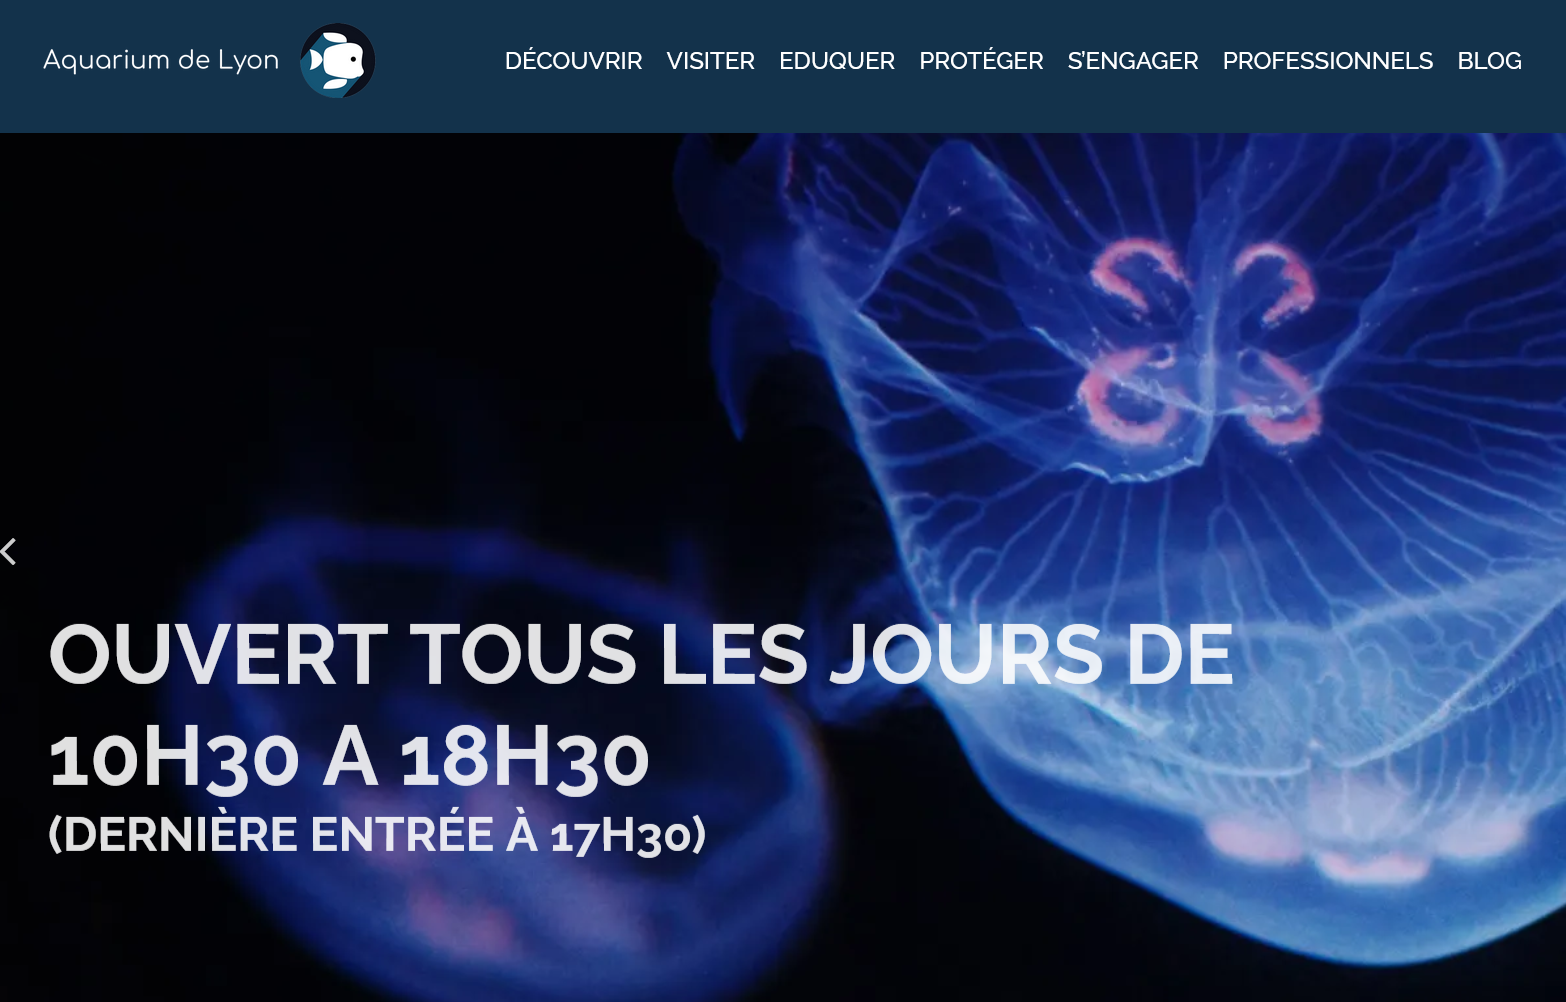 Aquarium de Lyon
DÉCOUVRIR VISITER EDUQUER PROTÉGER S'ENGAGER PROFESSIONNELS BLOG
OUVERT TOUS LES JOURS DE
10H30 A 18H30
(DERNIÈRE ENTRÉE À 17H30)